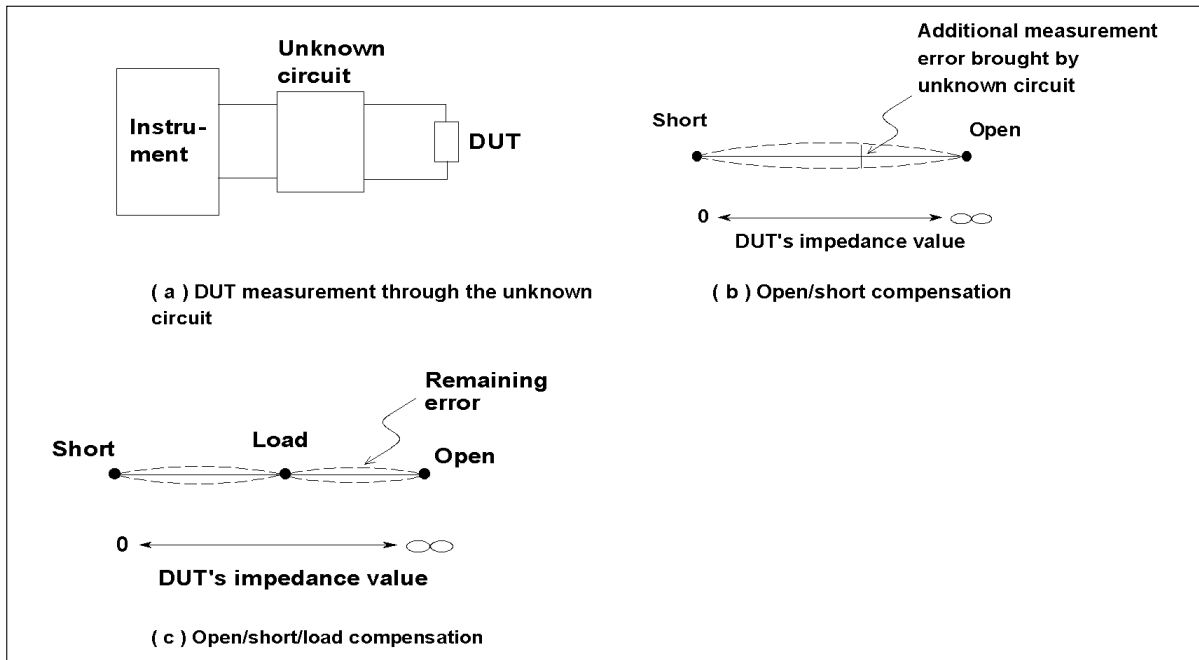 Unknown
circuit
Instru-
ment
DUT
( a ) DUT measurement through the unknown
circuit
Additional measurement
error brought by
unknown circuit
Short
Open
0
∞
DUT's impedance value
( b ) Open/short compensation
Remaining
error
Short
Load
Open
0
∞
DUT's impedance value
( c ) Open/short/load compensation